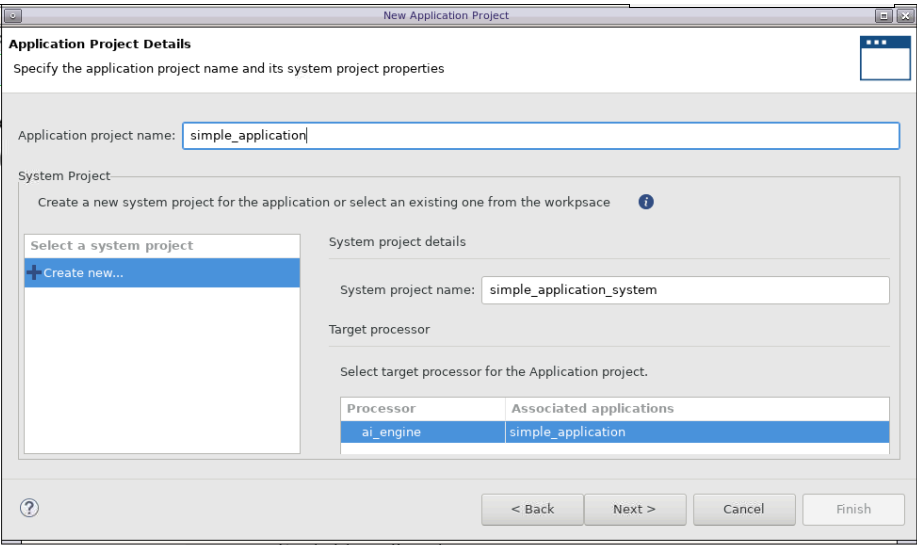 New Application Project
Application Project Details
Specify the application project name and its system project properties
Application project name: simple_application
System Project
Create a new system project for the application or select an existing one from the workpsace
Select a system project
Create new...
System project details
System project name: simple_application_system
Target processor
Select target processor for the Application project.
Processor Associated applications
ai_engine simple_application
? < Back Next > Cancel Finish